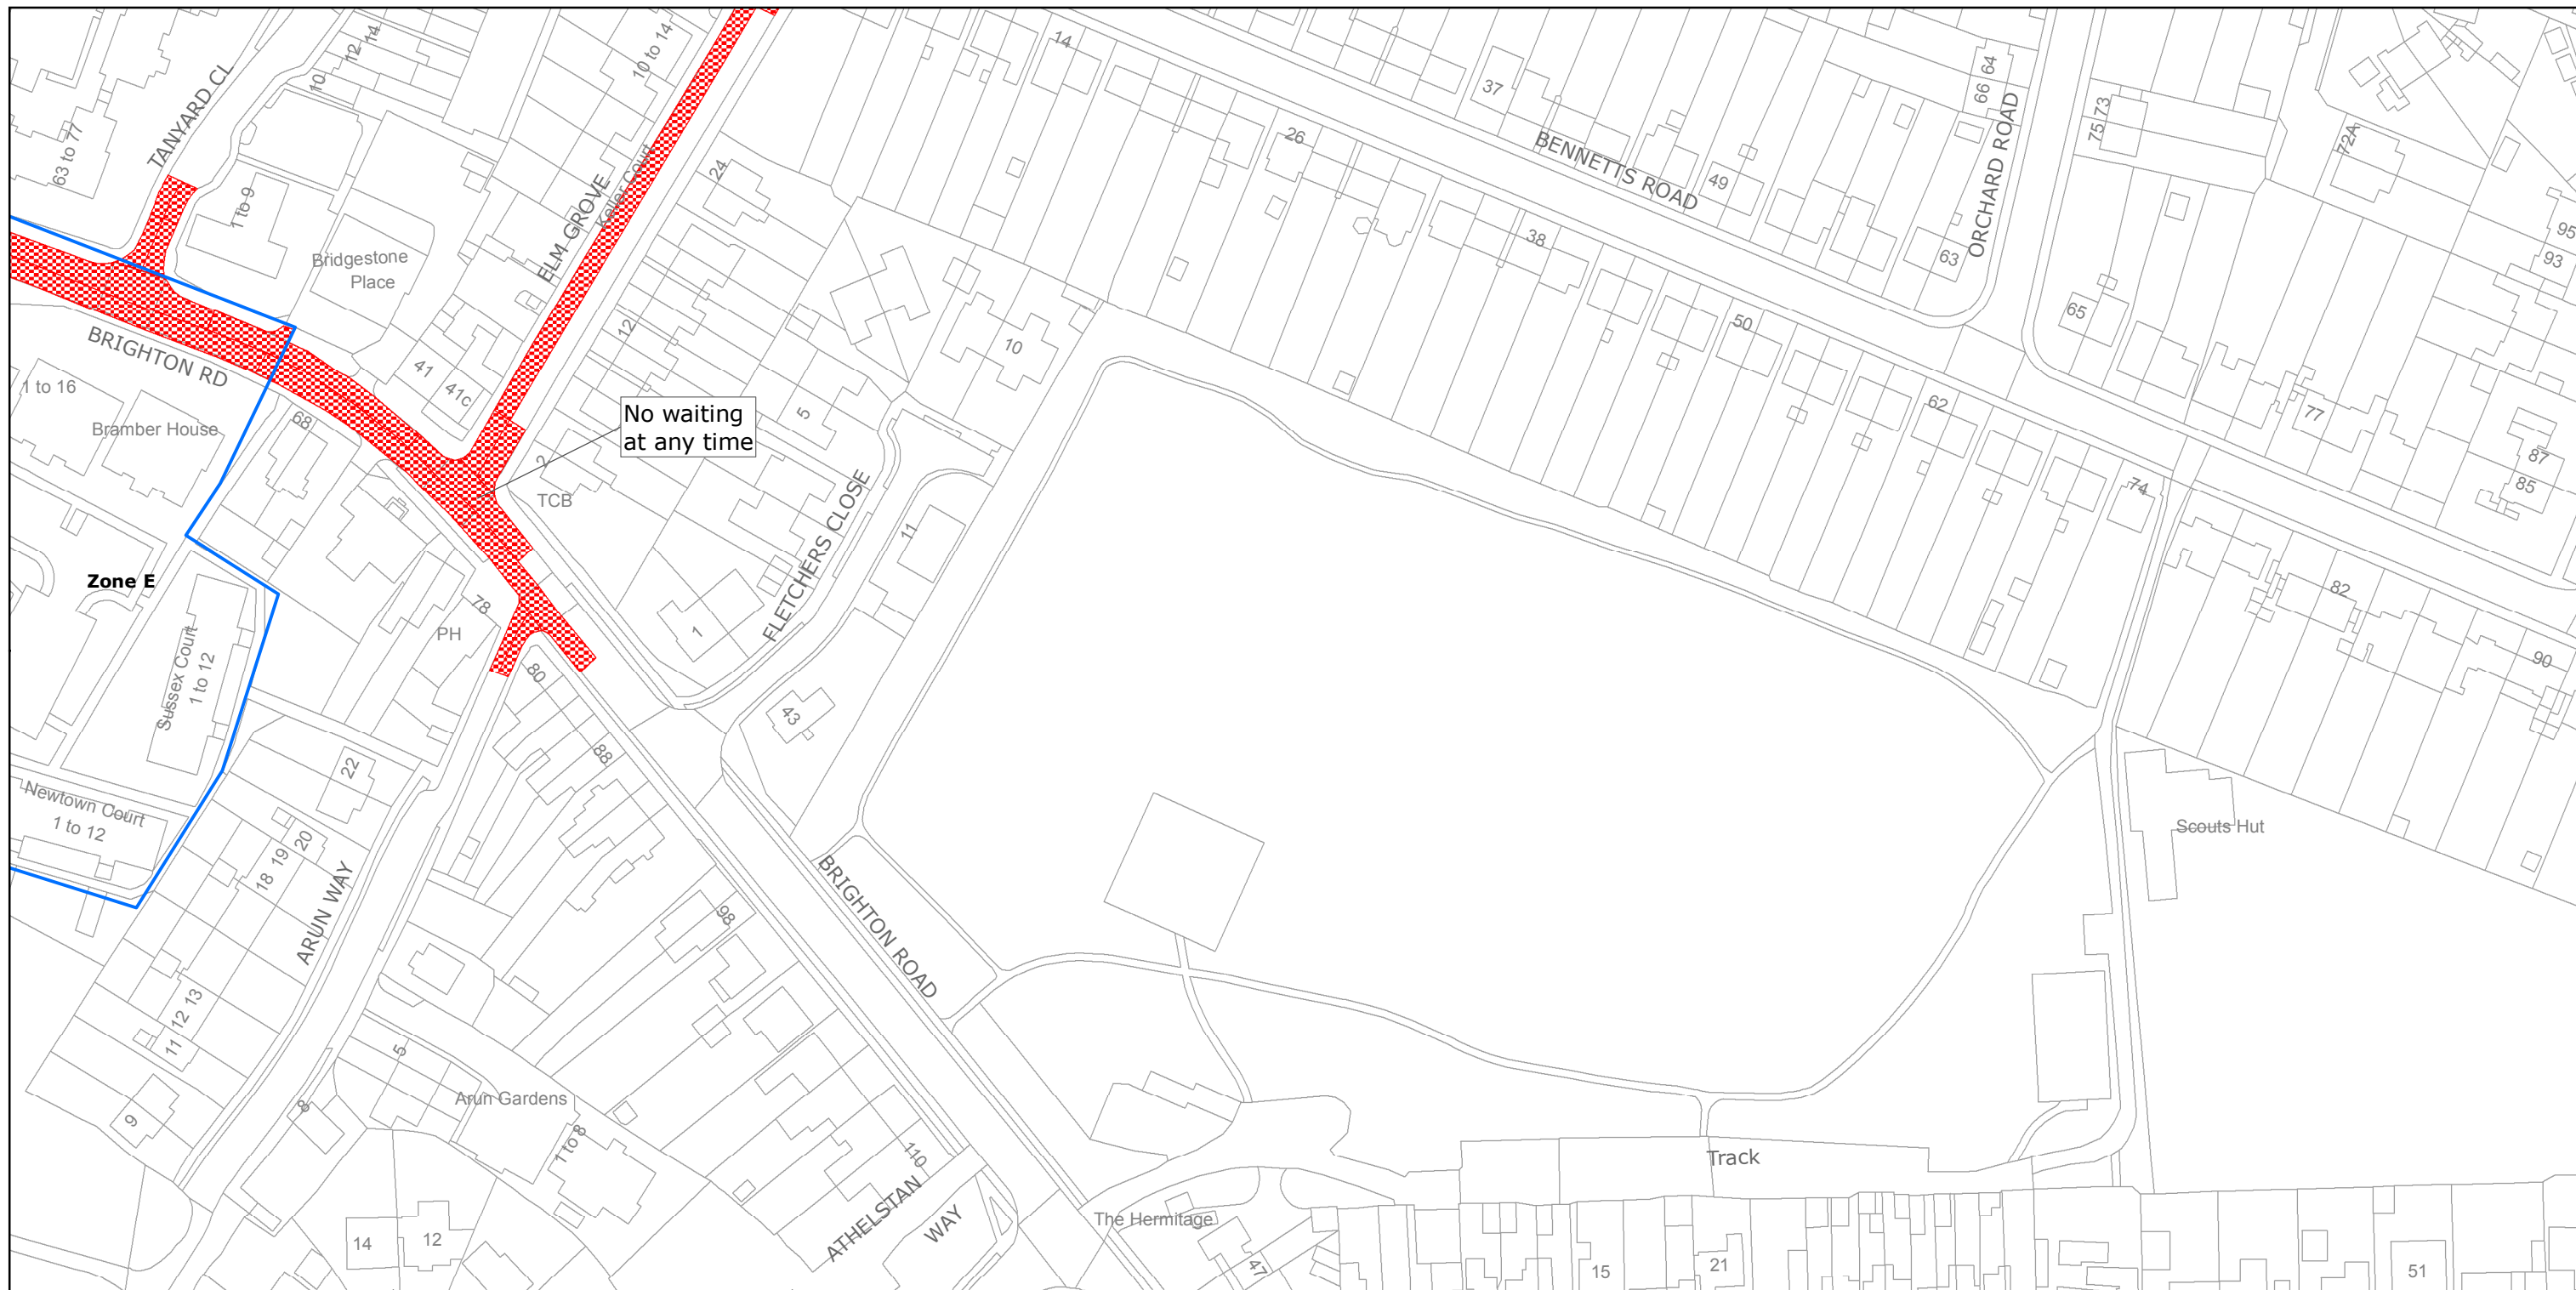 14
12
10
10 to 14
14
37
64
66
73
75
72A
63 to 77
TANYARD CL
1 to 9
Bridgestone
Place
ELM GROVE
Keller Court
24
26
BENNETTS ROAD
49
ORCHARD ROAD
63
95
93
38
65
12
10
50
BRIGHTON RD
1 to 16
41
41c
5
62
77
No waiting
at any time
Bramber House
68
2
TCB
87
85
74
FLETCHERS CLOSE
11
Zone E
78
PH
1
82
90
Sussex Court
1 to 12
80
43
88
22
Newtown Court
1 to 12
20
19
18
Scouts Hut
ARUN WAY
BRIGHTON ROAD
98
13
12
11
5
Arun Gardens
8
9
1 to 8
110
Track
ATHELSTAN
WAY
The Hermitage
14
12
47
15
21
51